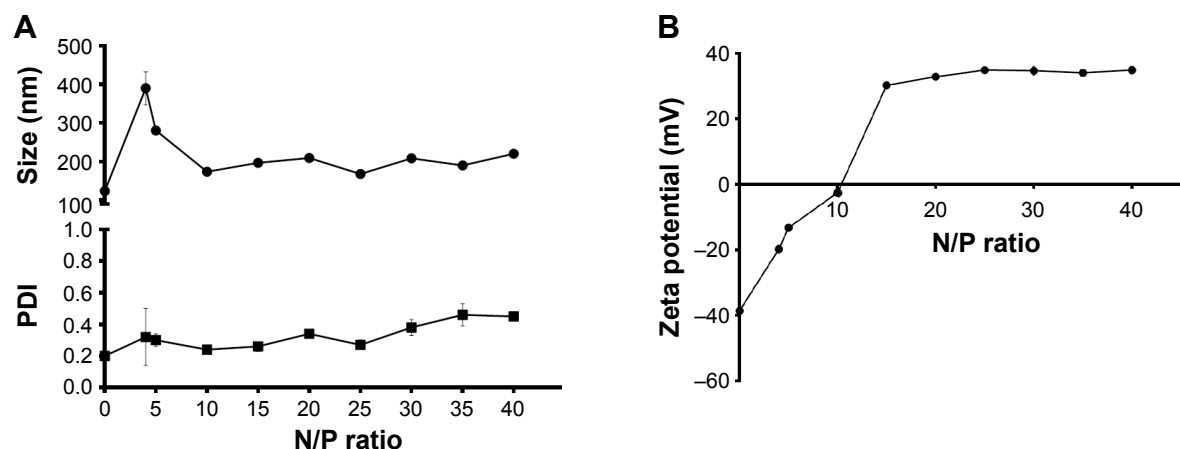 A
Size (nm)
500
400
300
200
100
PDI
1.0
0.8
0.6
0.4
0.2
0.0
0 5 10 15 20 25 30 35 40
N/P ratio
B
Zeta potential (mV)
40
20
0
–20
–40
–60
10 20 30 40
N/P ratio